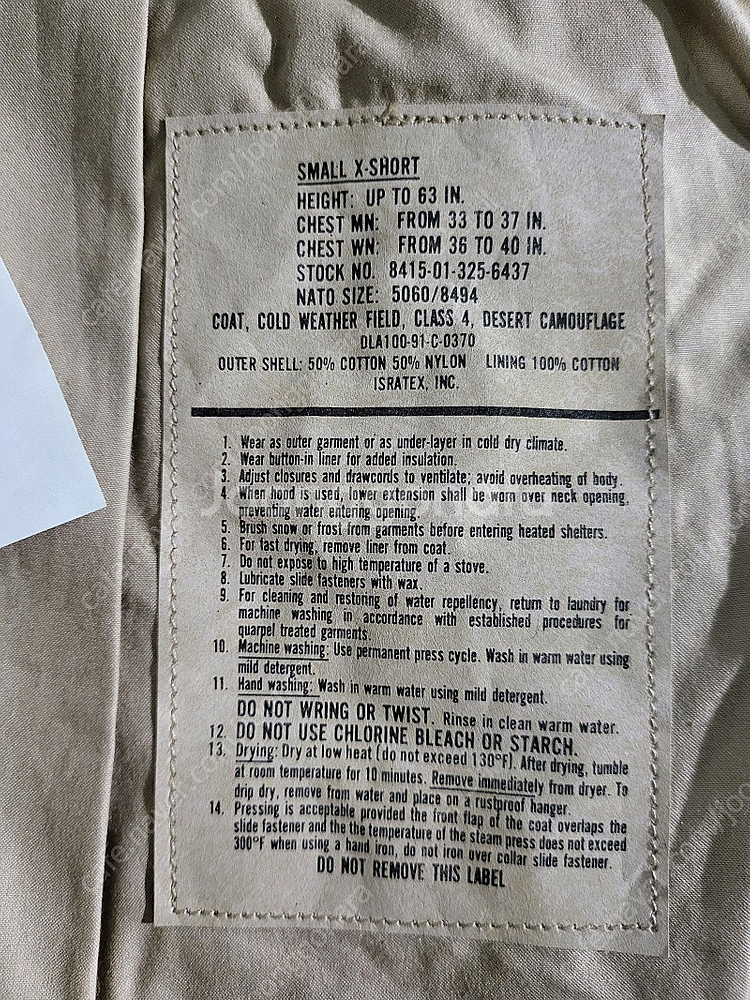 SMALL X-SHORT
HEIGHT: UP TO 63 IN.
CHEST MN: FROM 33 TO 37 IN.
CHEST WN: FROM 36 TO 40 IN.
STOCK NO. 8415-01-325-6437
NATO SIZE: 5060/8494
COAT, COLD WEATHER FIELD, CLASS 4, DESERT CAMOUFLAGE
DLA100-91-C-0370
OUTER SHELL: 50% COTTON 50% NYLON LINING 100% COTTON
ISRATEX, INC.
1. Wear as outer garment or as under-layer in cold dry climate.
2. Wear button-in liner for added insulation.
3. Adjust closures and drawcords to ventilate; avoid overheating of body.
4. When hood is used, lower extension shall be worn over neck opening,
preventing water entering opening.
5. Brush snow or frost from garments before entering heated shelters.
6. For fast drying, remove liner from coat.
7. Do not expose to high temperature of a stove.
8. Lubricate slide fasteners with wax.
9. For cleaning and restoring of water repellency, return to laundry for
machine washing in accordance with established procedures for
quarpel treated garments.
10. Machine washing: Use permanent press cycle. Wash in warm water using
mild detergent.
11. Hand washing: Wash in warm water using mild detergent.
DO NOT WRING OR TWIST. Rinse in clean warm water.
12. DO NOT USE CHLORINE BLEACH OR STARCH.
13. Drying: Dry at low heat (do not exceed 130°F). After drying, tumble
at room temperature for 10 minutes. Remove immediately from dryer. To
drip dry, remove from water and place on a rustproof hanger.
14. Pressing is acceptable provided the front flap of the coat overlaps the
slide fastener and the the temperature of the steam press does not exceed
300°F when using a hand iron, do not iron over collar slide fastener.
DO NOT REMOVE THIS LABEL